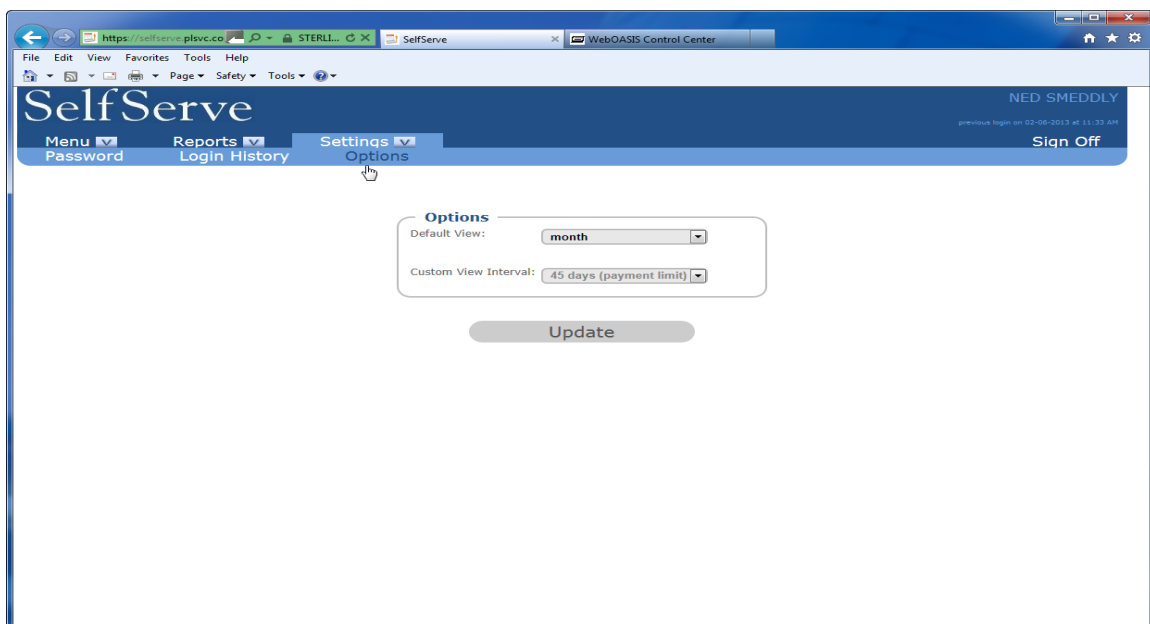 https://selfserve.plsvc.co STERLI... SelfServe WebOASIS Control Center
File Edit View Favorites Tools Help
Page Safety Tools
SelfServe
NED SMEDDLY
previous login on 02-06-2013 at 11:33 AM
Menu Reports Settings Sign Off
Password Login History Options
Options
Default View: month
Custom View Interval: 45 days (payment limit)
Update